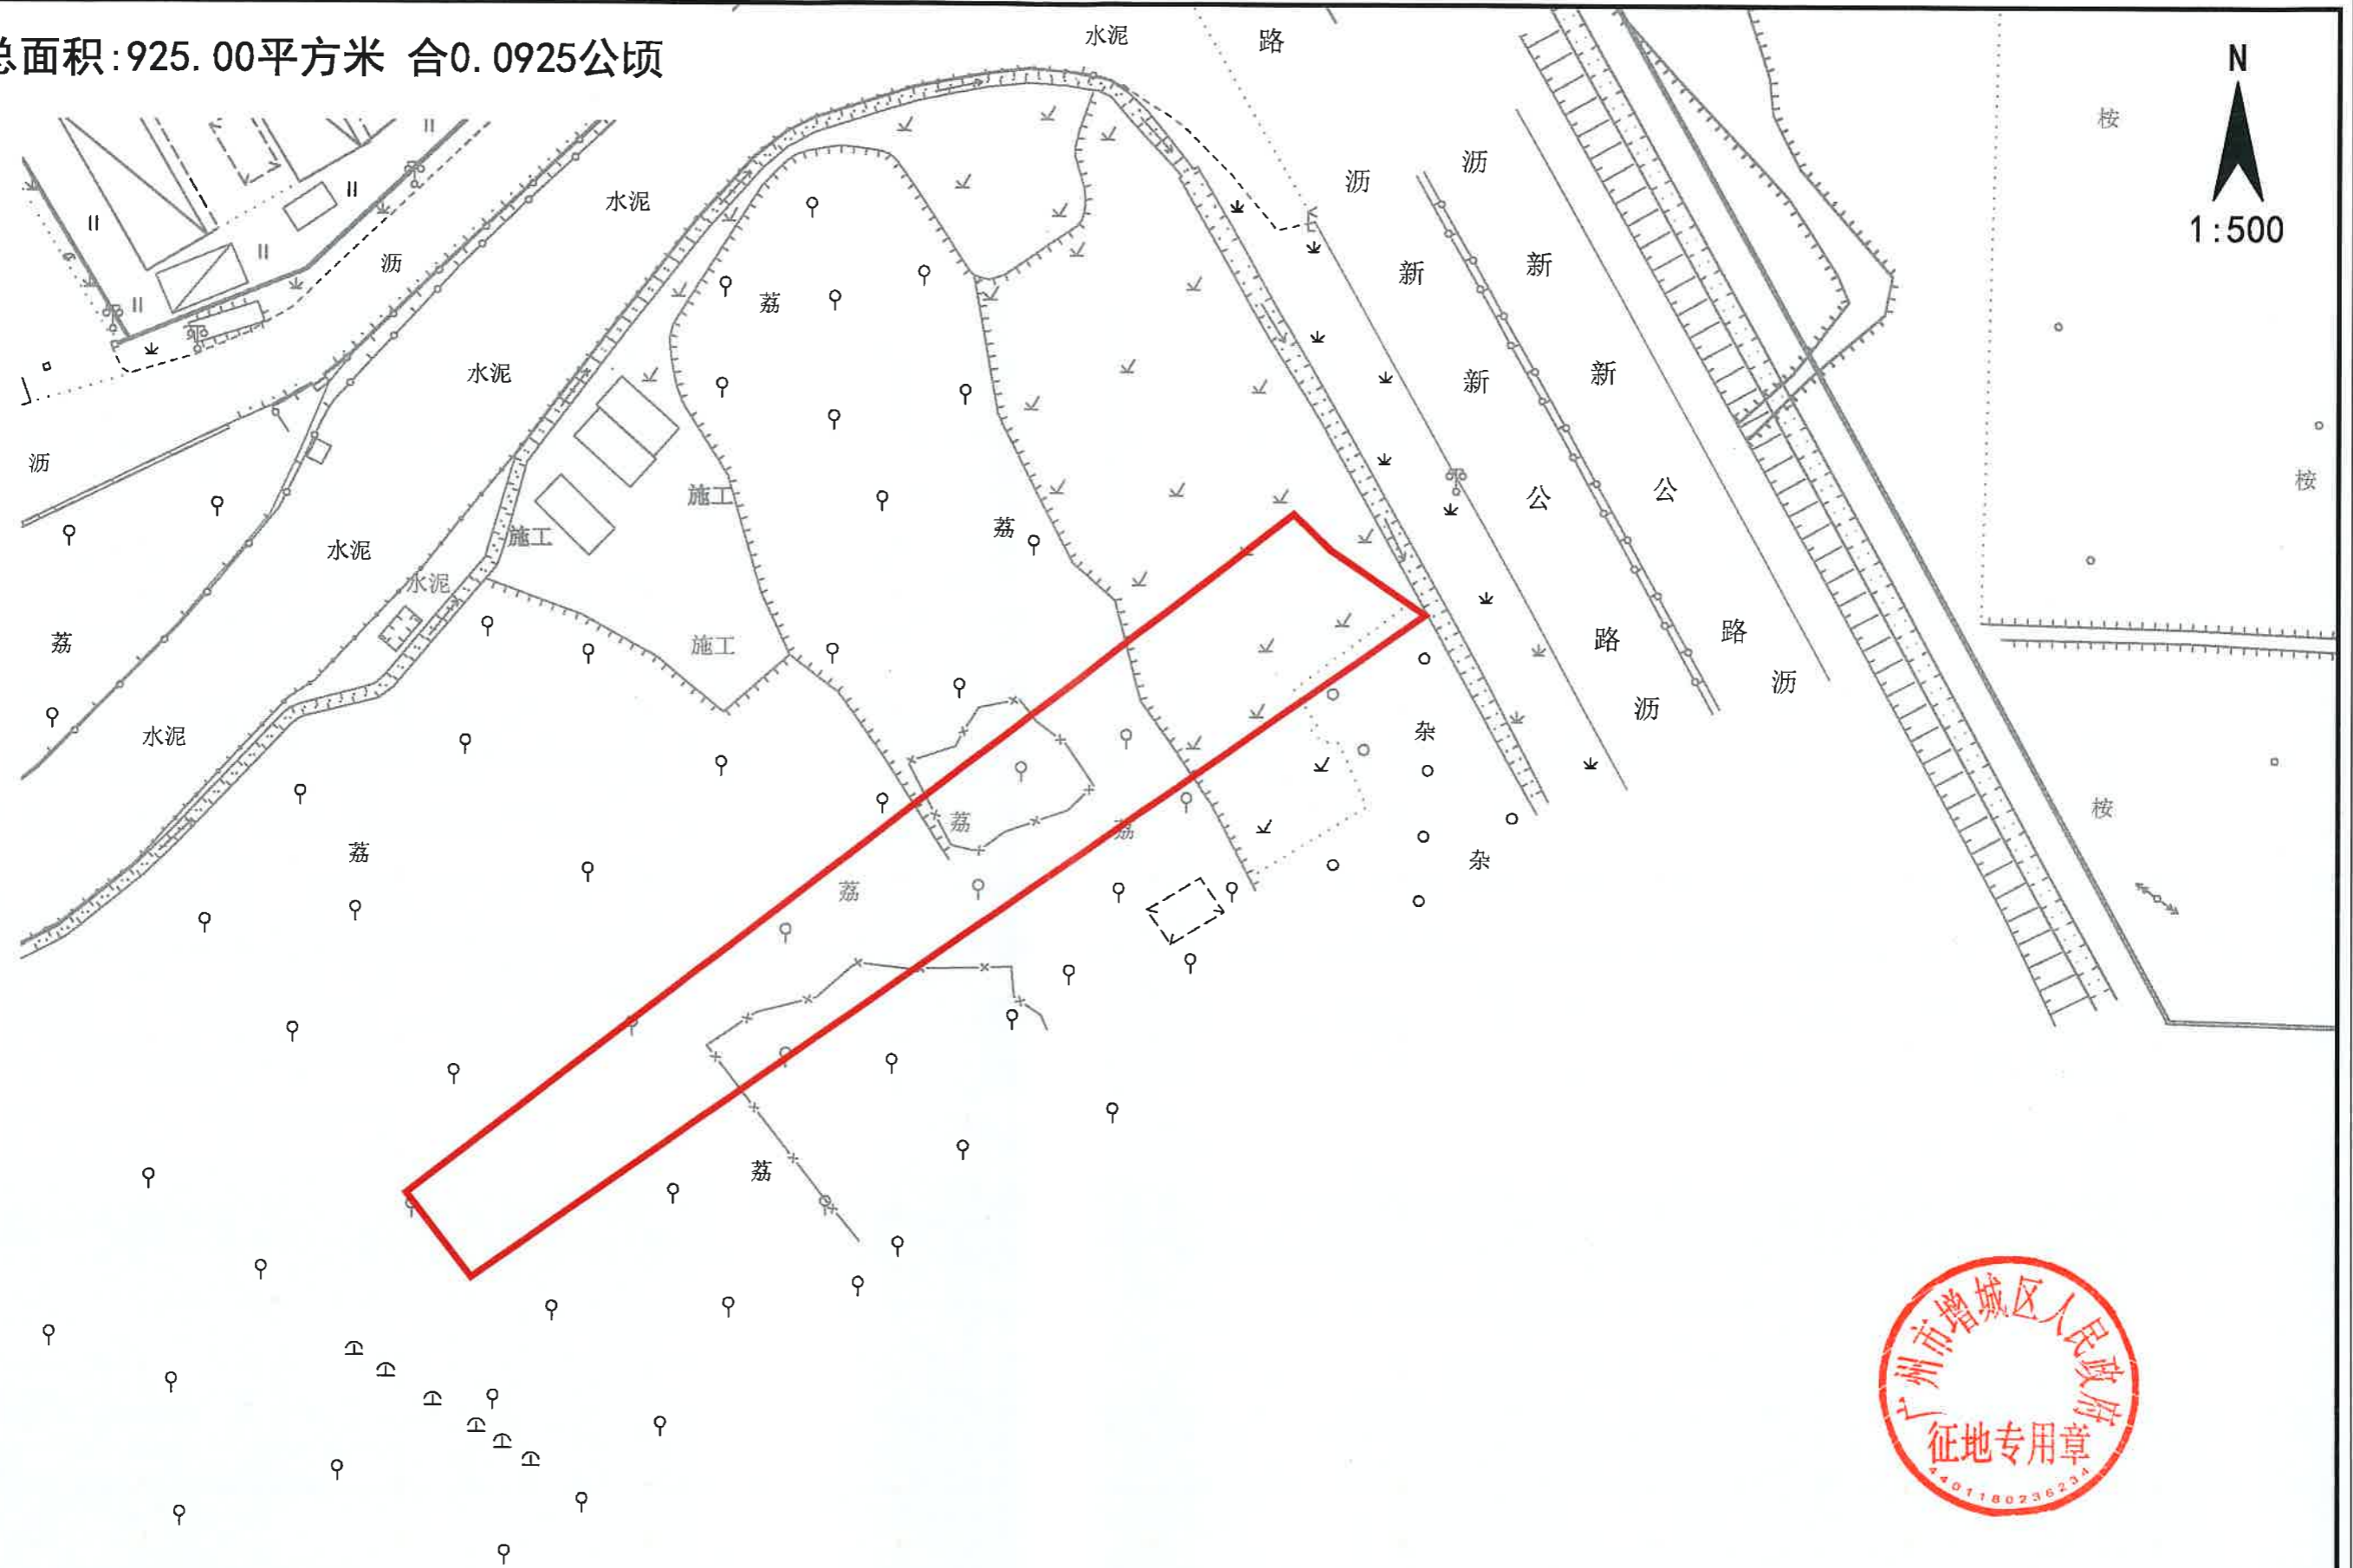 总面积:925.00平方米 合0.0925公顷
N
1:500
水泥
路
桉
沥
沥
水泥
沥
新
新
荔
水泥
新
新
沥
桉
施工
公
公
荔
施工
水泥
水泥
荔
施工
路
路
沥
沥
水泥
杂
桉
荔
荔
荔
杂
荔
荔
广州市增城区人民政府
征地专用章
4401180236234